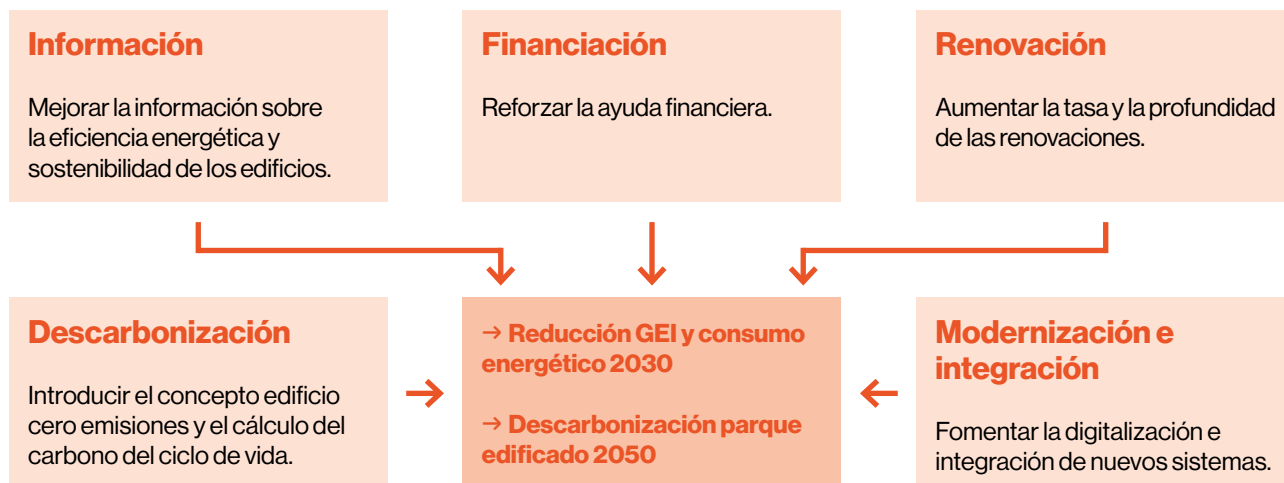 Información
Mejorar la información sobre
la eficiencia energética y
sostenibilidad de los edificios.
Financiación
Reforzar la ayuda financiera.
Renovación
Aumentar la tasa y la profundidad
de las renovaciones.
Descarbonización
Introducir el concepto edificio
cero emisiones y el cálculo del
carbono del ciclo de vida.
→ Reducción GEI y consumo
energético 2030
→ Descarbonización parque
edificado 2050
Modernización e
integración
Fomentar la digitalización e
integración de nuevos sistemas.